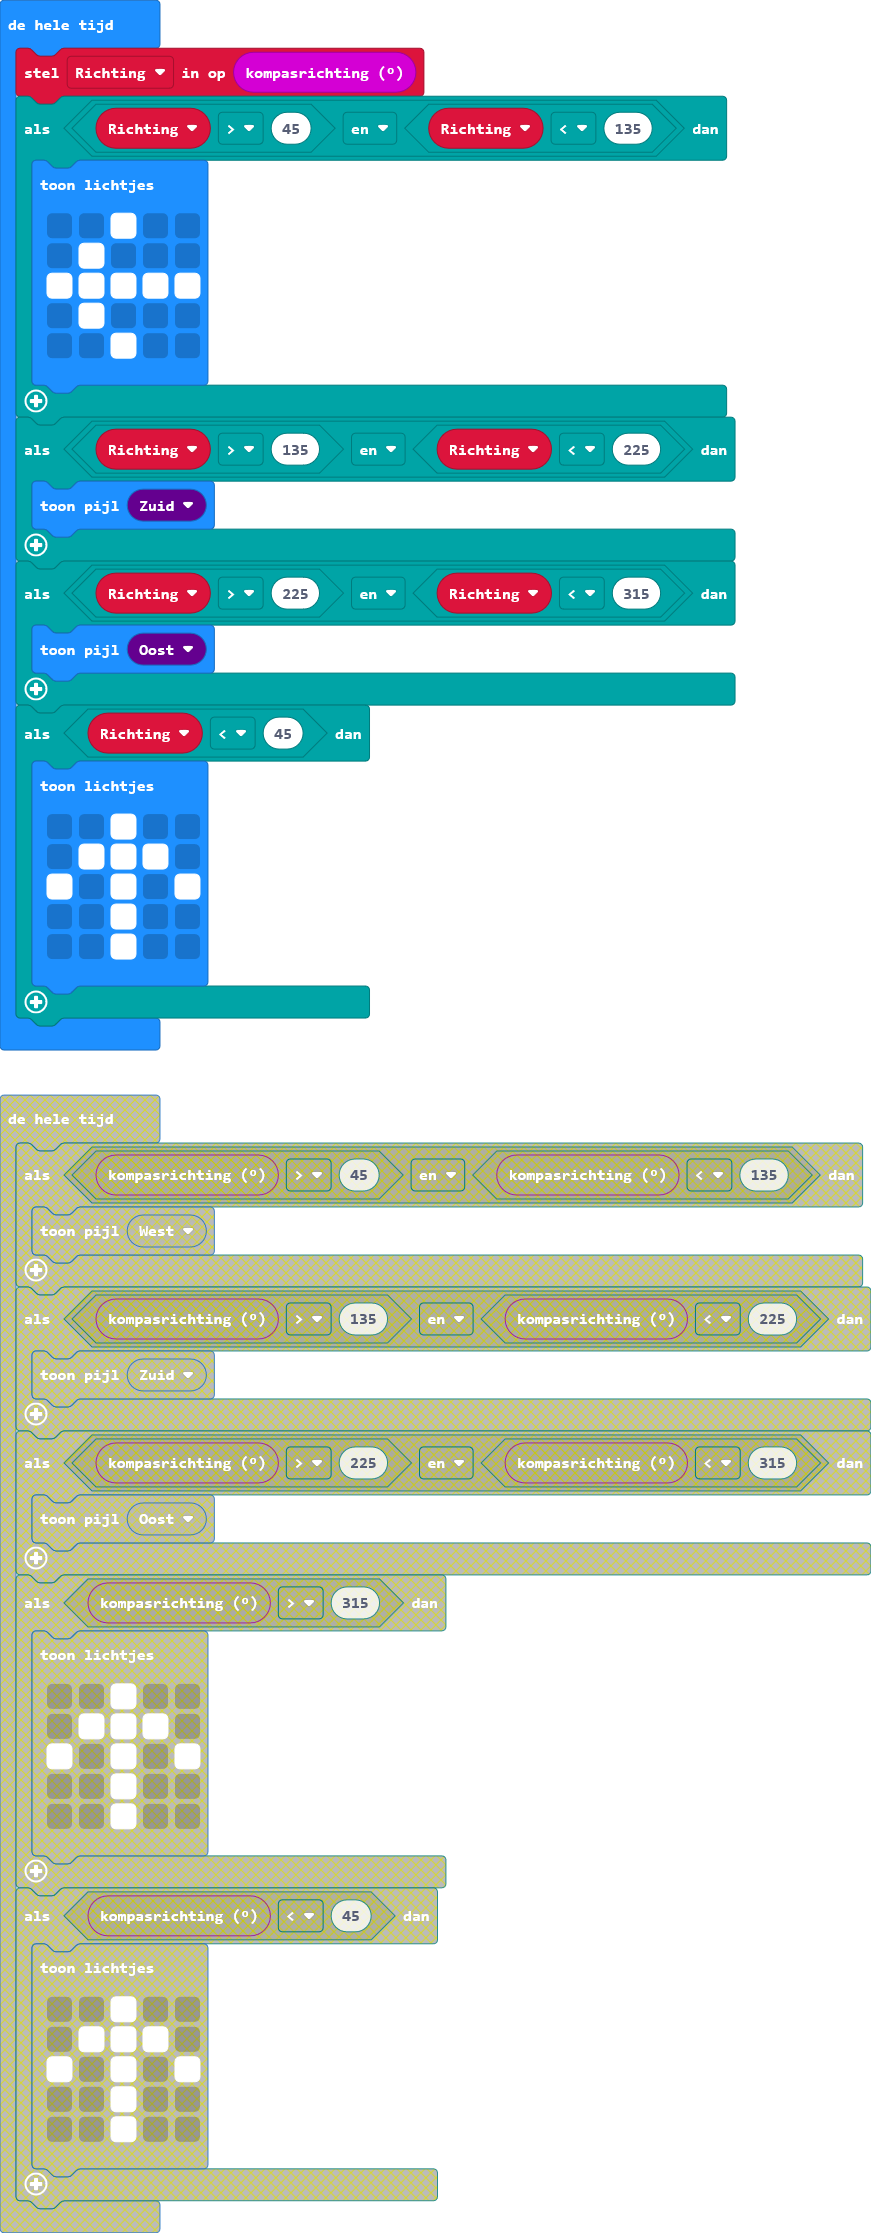 de hele tijd
stel Richting in op kompasrichting (º)
als Richting > 45 en Richting < 135 dan
toon lichtjes
als Richting > 135 en Richting < 225 dan
toon pijl Zuid
als Richting > 225 en Richting < 315 dan
toon pijl Oost
als Richting < 45 dan
toon lichtjes
de hele tijd
als kompasrichting (º) > 45 en kompasrichting (º) < 135 dan
toon pijl West
als kompasrichting (º) > 135 en kompasrichting (º) < 225 dan
toon pijl Zuid
als kompasrichting (º) > 225 en kompasrichting (º) < 315 dan
toon pijl Oost
als kompasrichting (º) > 315 dan
toon lichtjes
als kompasrichting (º) < 45 dan
toon lichtjes